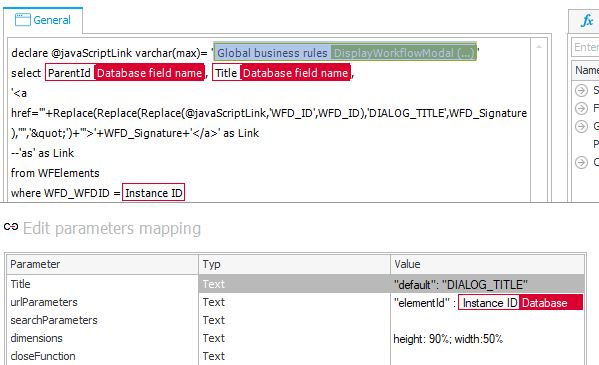 General
fx
declare @javaScriptLink varchar(max)= ' Global business rules DisplayWorkflowModal (...) '
select ParentId Database field name , Title Database field name ,
'<a
href="'+Replace(Replace(Replace(@javaScriptLink,'WFD_ID',WFD_ID),'DIALOG_TITLE',WFD_Signature
),'"','&quot;')+'">'+WFD_Signature+'</a>' as Link
--'as' as Link
from WFElements
where WFD_WFDID = Instance ID
Enter
Name
S
F
G
P
C
Edit parameters mapping
Parameter Typ Value
Title Text "default": "DIALOG_TITLE"
urlParameters Text "elementId" : Instance ID Database
searchParameters Text
dimensions Text height: 90%; width:50%
closeFunction Text